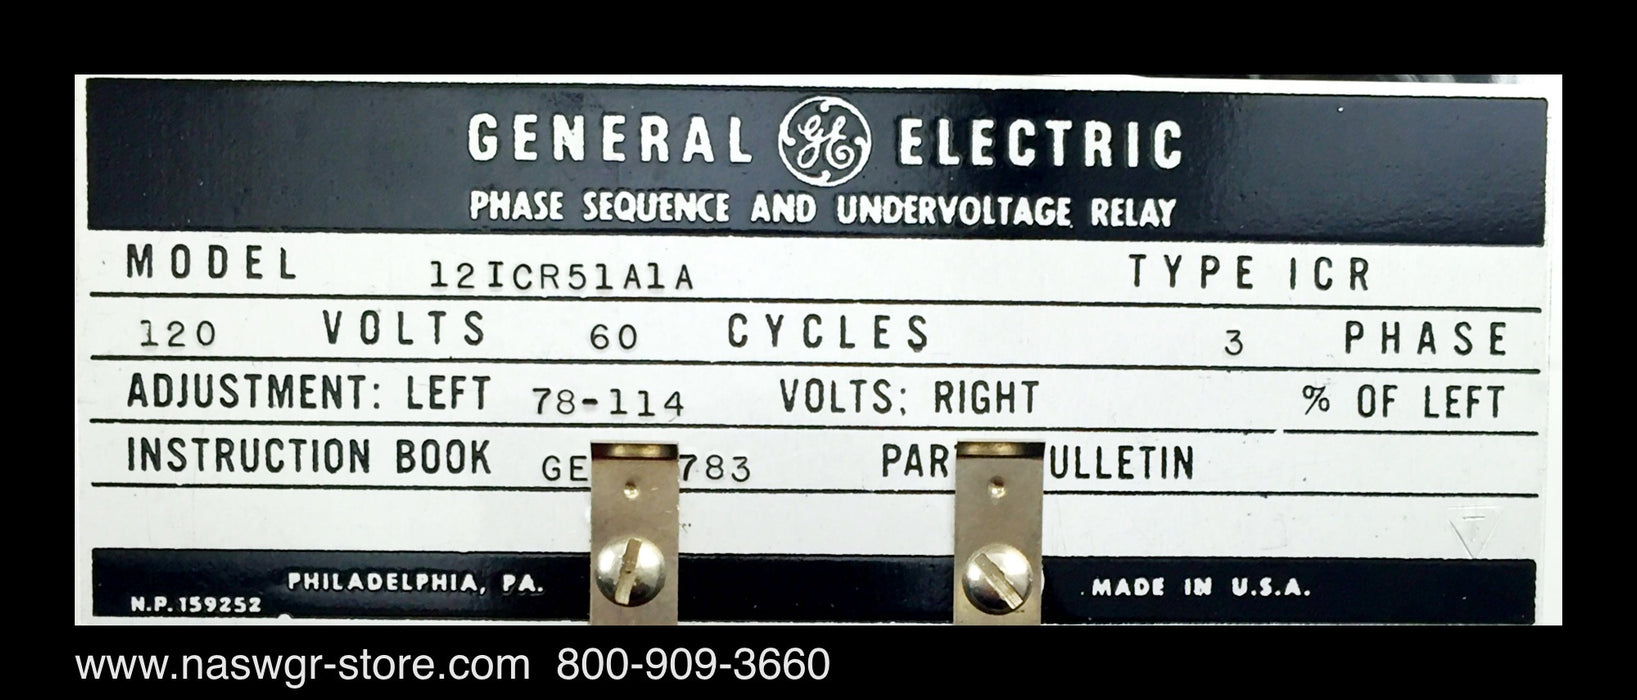 GENERAL GE ELECTRIC
PHASE SEQUENCE AND UNDERVOLTAGE RELAY
MODEL 12ICR51A1A TYPE ICR
120 VOLTS 60 CYCLES 3 PHASE
ADJUSTMENT: LEFT 78-114 VOLTS; RIGHT % OF LEFT
INSTRUCTION BOOK GE 783 PAR ULLETIN
PHILADELPHIA, PA. MADE IN U.S.A.
N.P. 159252
www.naswgr-store.com 800-909-3660